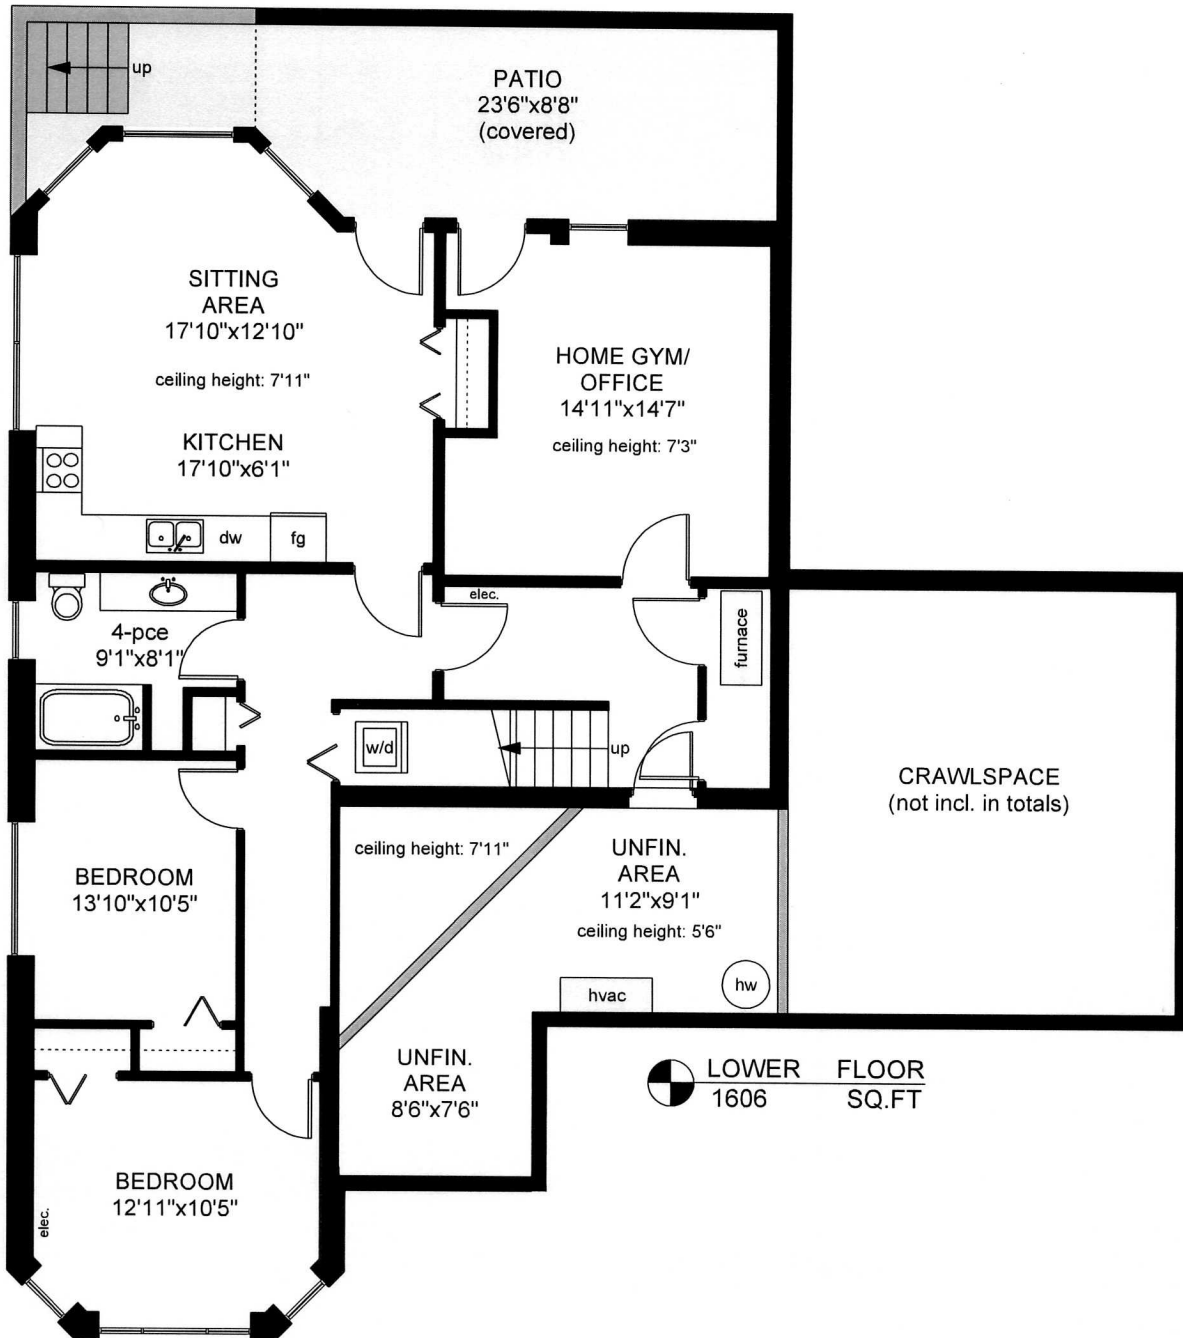 up
PATIO
23'6"x8'8"
(covered)
SITTING
AREA
17'10"x12'10"
ceiling height: 7'11"
KITCHEN
17'10"x6'1"
dw
fg
HOME GYM/
OFFICE
14'11"x14'7"
ceiling height: 7'3"
4-pce
9'1"x8'1"
elec.
furnace
w/d
up
CRAWLSPACE
(not incl. in totals)
ceiling height: 7'11"
UNFIN.
AREA
11'2"x9'1"
ceiling height: 5'6"
hvac
hw
BEDROOM
13'10"x10'5"
UNFIN.
AREA
8'6"x7'6"
LOWER FLOOR
1606 SQ.FT
BEDROOM
12'11"x10'5"
elec.